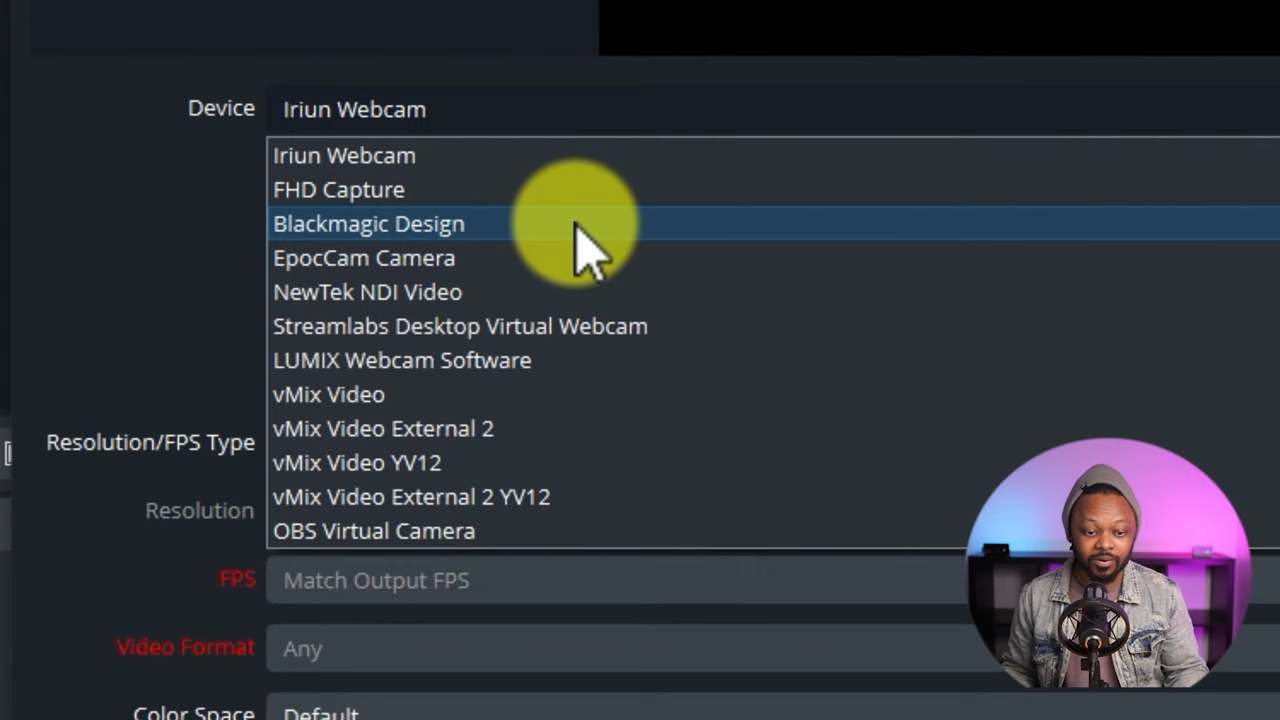 Device
Iriun Webcam
Iriun Webcam
FHD Capture
Blackmagic Design
EpocCam Camera
NewTek NDI Video
Streamlabs Desktop Virtual Webcam
LUMIX Webcam Software
vMix Video
vMix Video External 2
Resolution/FPS Type
vMix Video YV12
vMix Video External 2 YV12
Resolution
OBS Virtual Camera
FPS
Match Output FPS
Video Format
Any
Color Space
Default